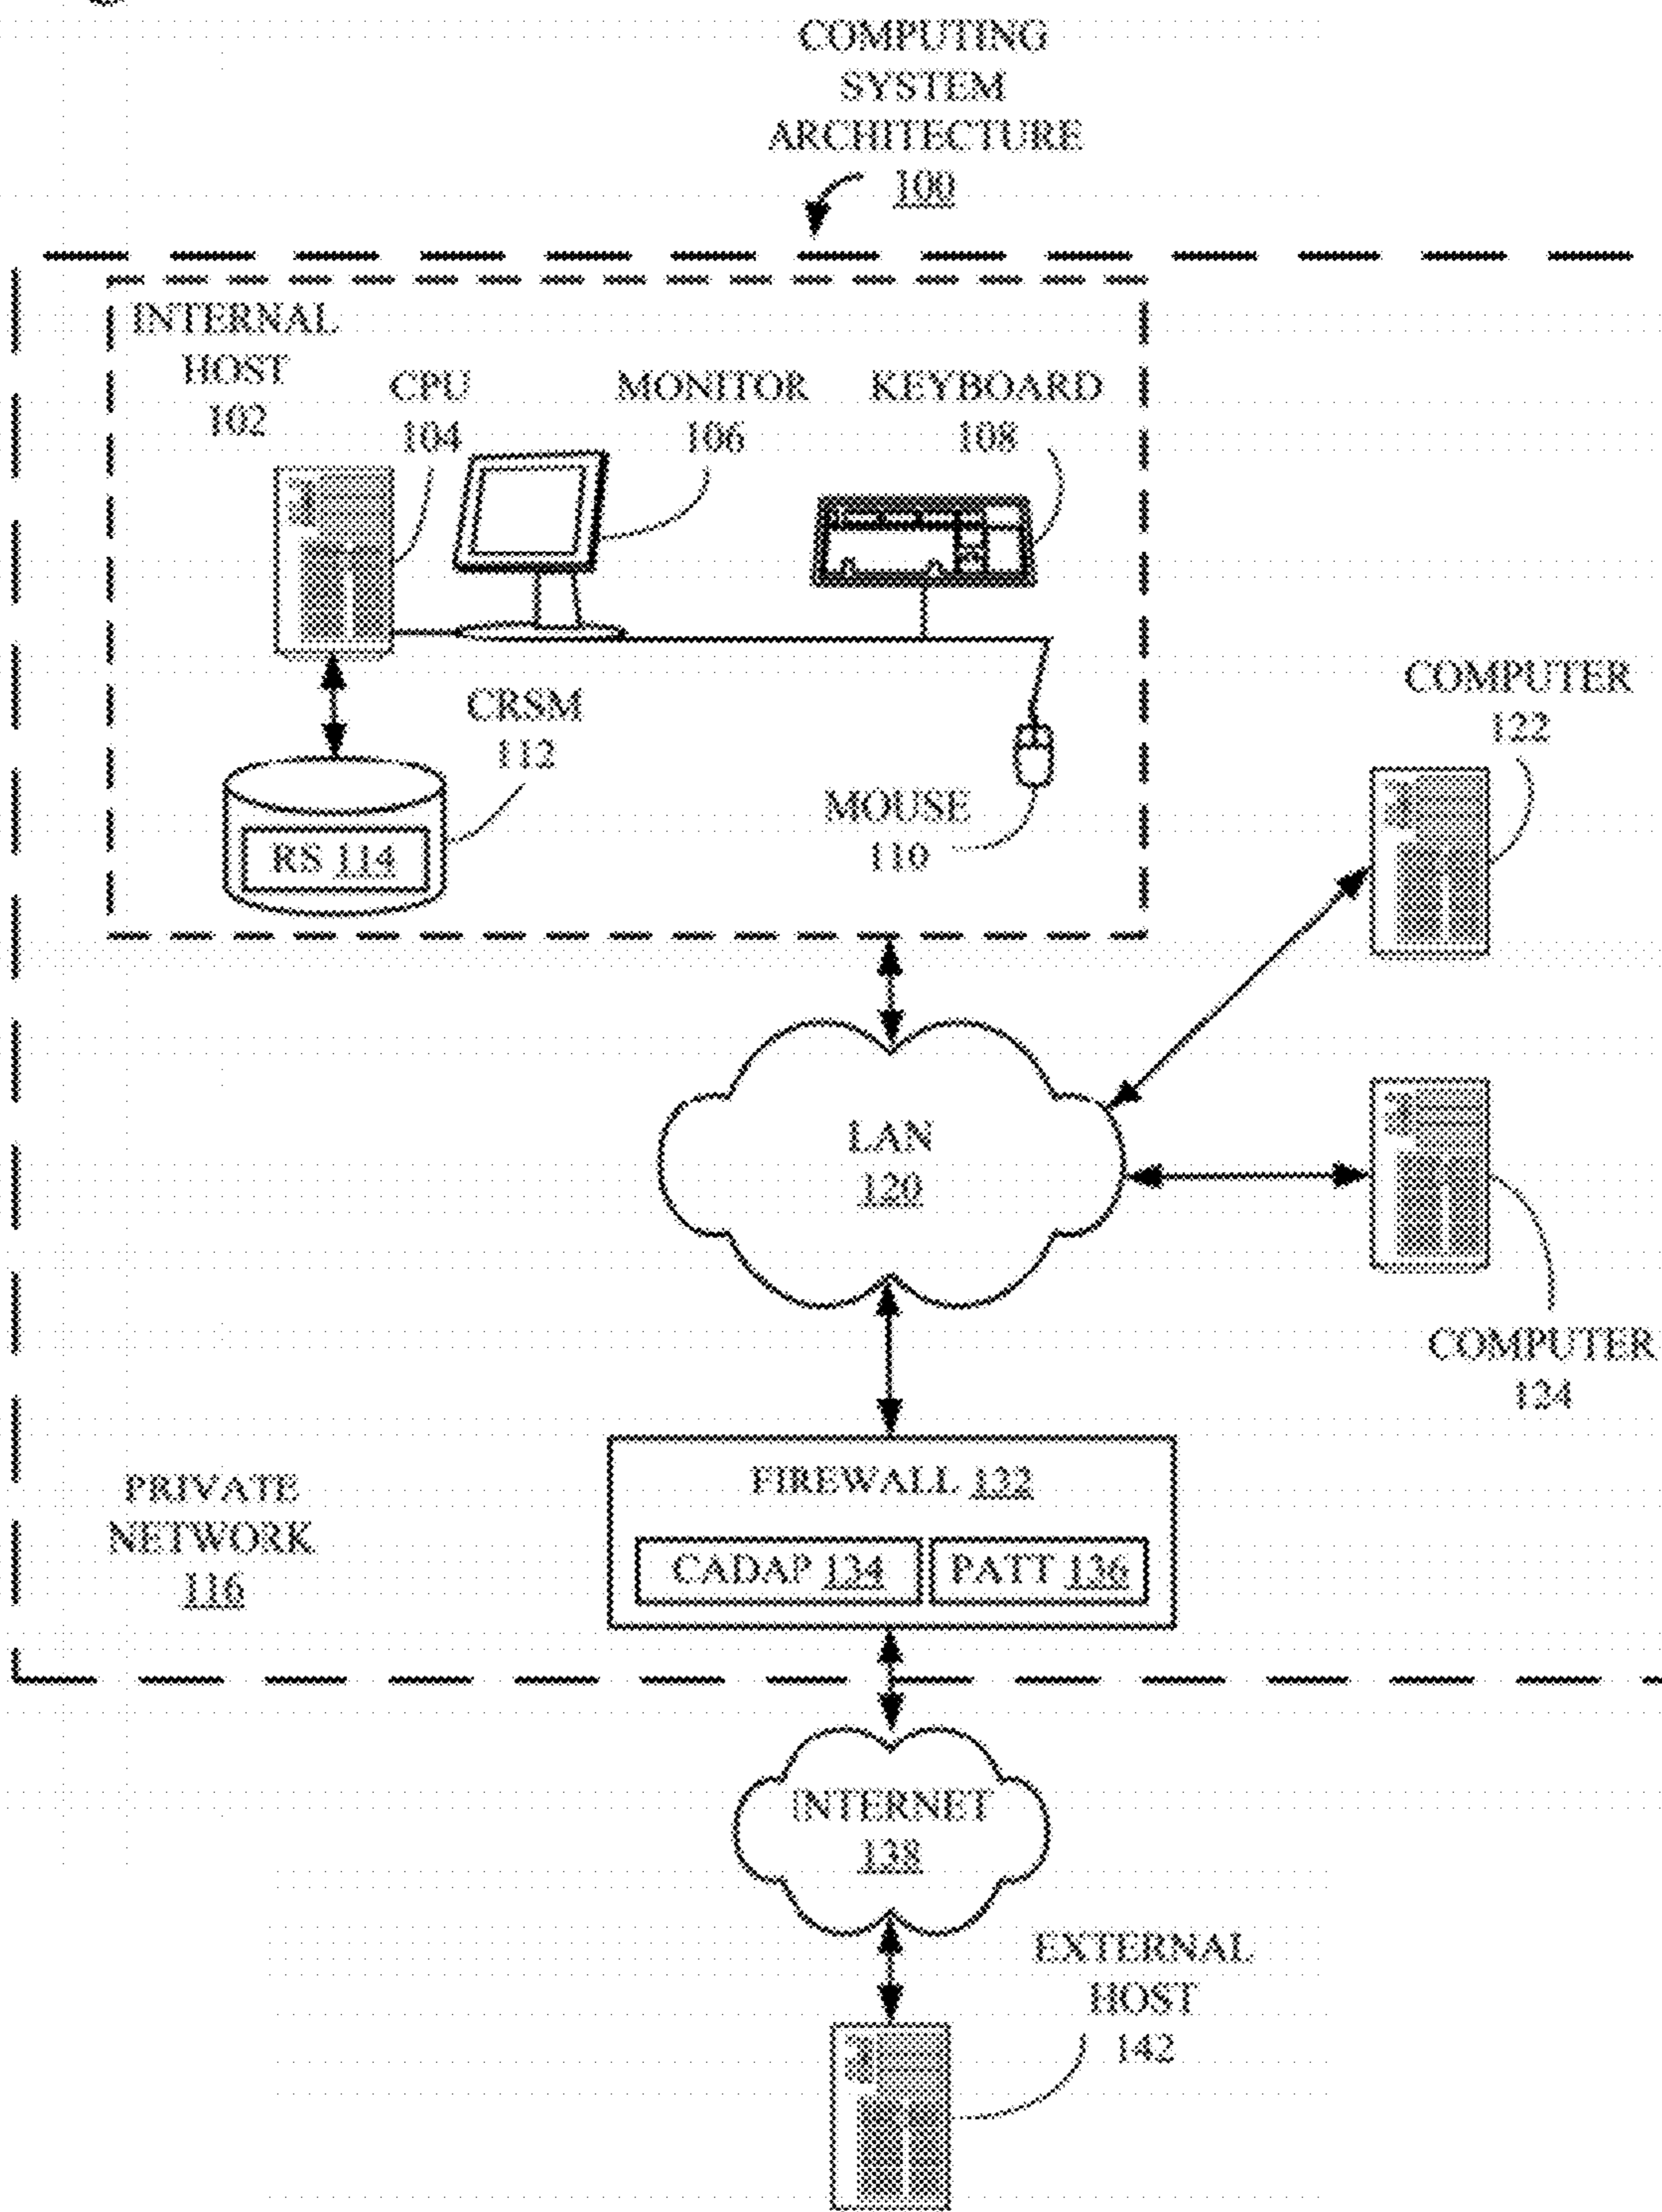 COMPUTING
SYSTEM
ARCHITECTURE
100
INTERNAL
HOST
102
CPU
104
MONITOR
106
KEYBOARD
108
CRSM
112
RS 114
MOUSE
110
COMPUTER
122
LAN
120
COMPUTER
124
FIREWALL 132
CADAP 134
PATT 136
PRIVATE
NETWORK
116
INTERNET
138
EXTERNAL
HOST
142